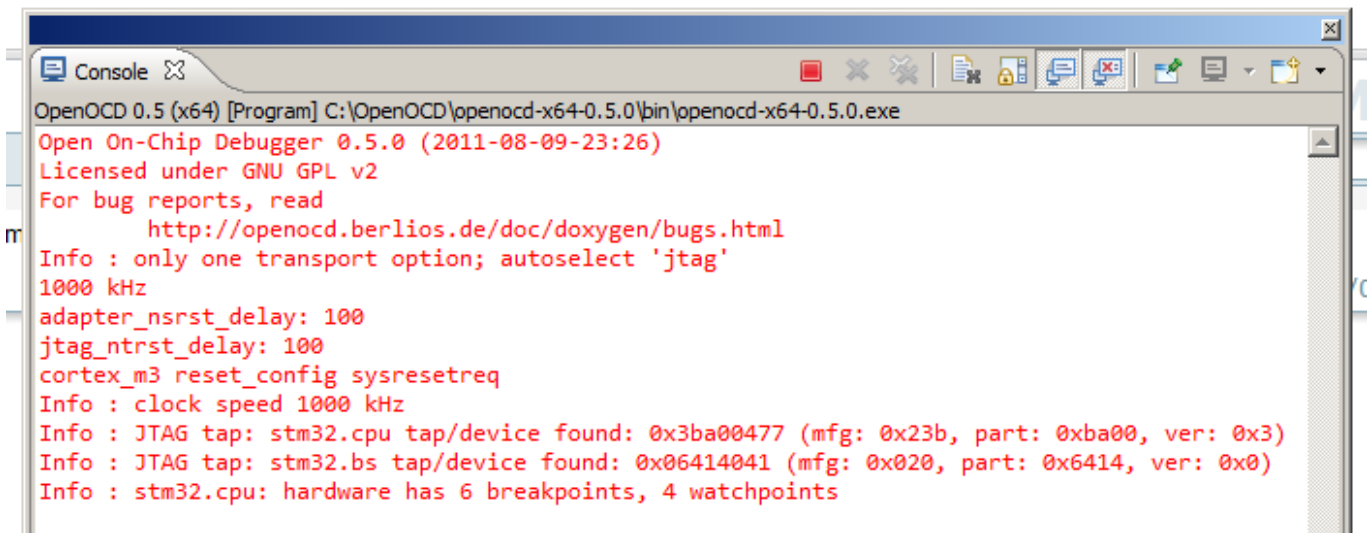 Console
OpenOCD 0.5 (x64) [Program] C:\OpenOCD\openocd-x64-0.5.0\bin\openocd-x64-0.5.0.exe
Open On-Chip Debugger 0.5.0 (2011-08-09-23:26)
Licensed under GNU GPL v2
For bug reports, read
http://openocd.berlios.de/doc/doxygen/bugs.html
Info : only one transport option; autoselect 'jtag'
1000 kHz
adapter_nsrst_delay: 100
jtag_ntrst_delay: 100
cortex_m3 reset_config sysresetreq
Info : clock speed 1000 kHz
Info : JTAG tap: stm32.cpu tap/device found: 0x3ba00477 (mfg: 0x23b, part: 0xba00, ver: 0x3)
Info : JTAG tap: stm32.bs tap/device found: 0x06414041 (mfg: 0x020, part: 0x6414, ver: 0x0)
Info : stm32.cpu: hardware has 6 breakpoints, 4 watchpoints